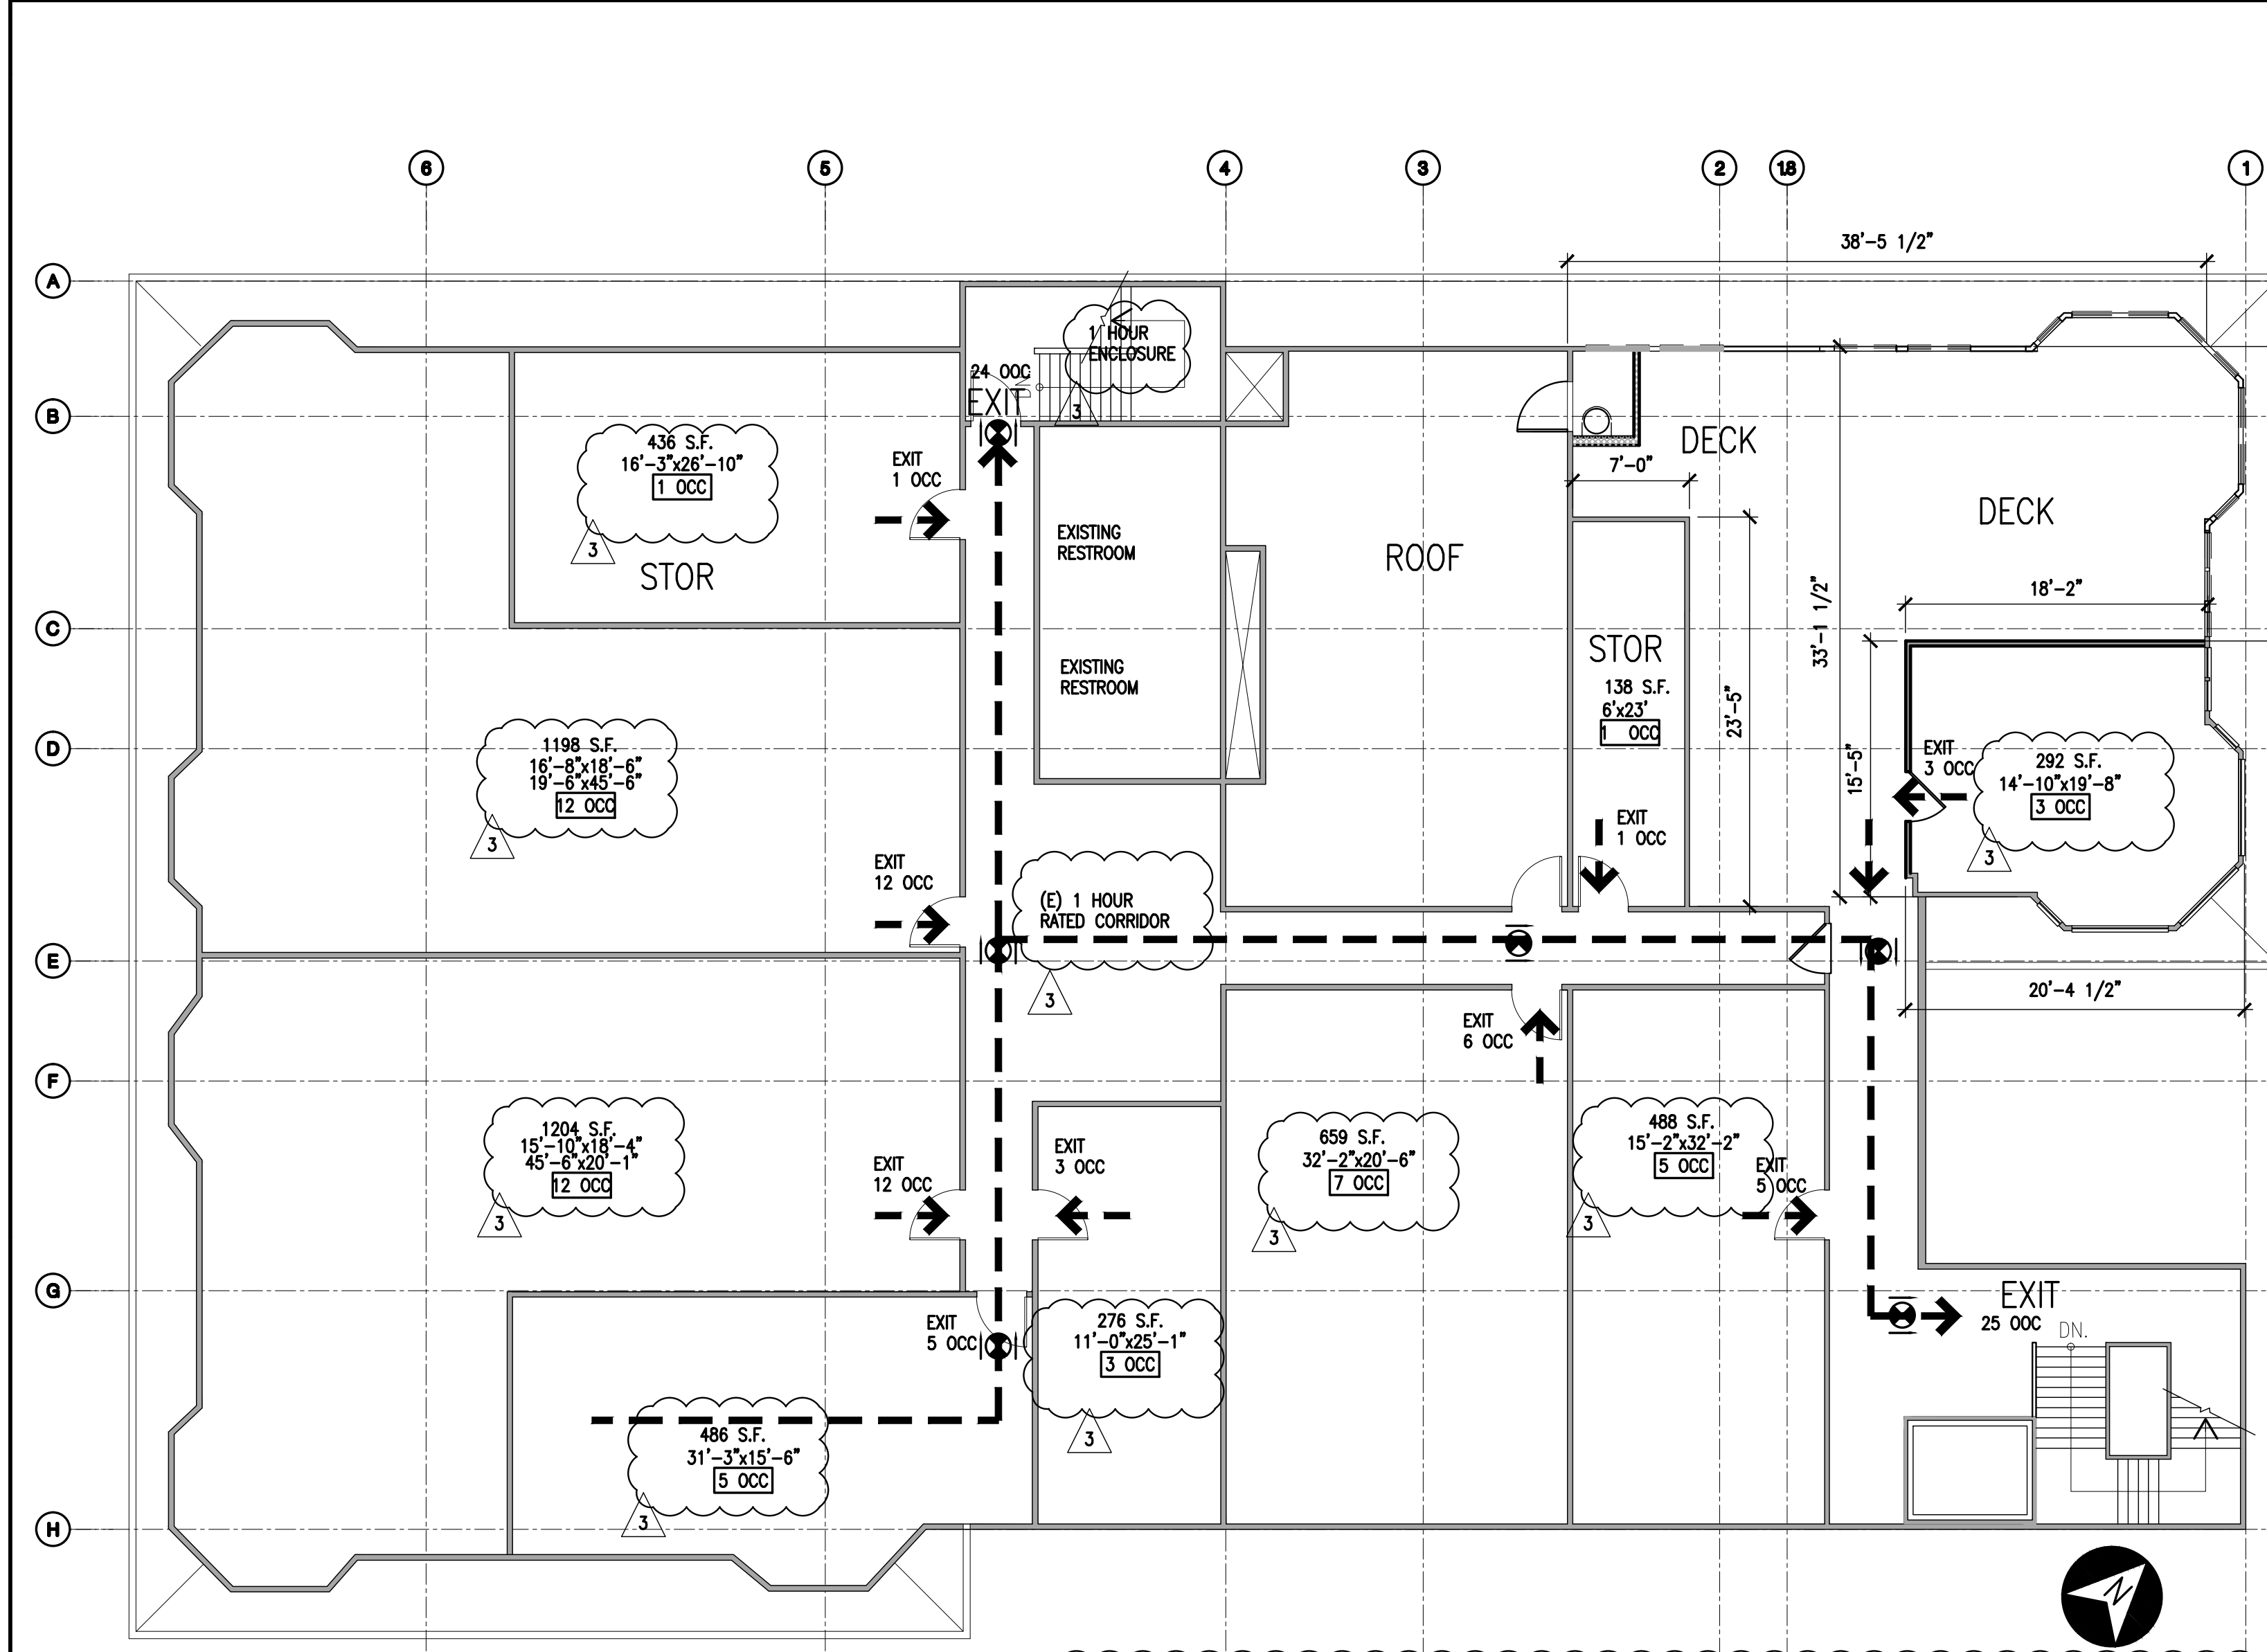 6
5
4
3
2
1.8
1
38'-5 1/2"
A
B
C
D
E
F
G
H
1 HOUR
ENCLOSURE
3
24 OOC
EXIT
436 S.F.
16'-3"x26'-10"
1 OCC
3
STOR
EXIT
1 OCC
EXISTING
RESTROOM
EXISTING
RESTROOM
ROOF
DECK
7'-0"
DECK
18'-2"
33'-1 1/2"
STOR
138 S.F.
6'x23'
1 OCC
23'-5"
15'-5"
EXIT
1 OCC
EXIT
3 OCC
292 S.F.
14'-10"x19'-8"
3 OCC
3
1198 S.F.
16'-8"x18'-6"
19'-6"x45'-6"
12 OCC
3
EXIT
12 OCC
(E) 1 HOUR
RATED CORRIDOR
3
20'-4 1/2"
EXIT
6 OCC
1204 S.F.
15'-10"x18'-4"
45'-6"x20'-1"
12 OCC
3
EXIT
12 OCC
EXIT
3 OCC
659 S.F.
32'-2"x20'-6"
7 OCC
3
488 S.F.
15'-2"x32'-2"
5 OCC
3
EXIT
5 OCC
EXIT
5 OCC
276 S.F.
11'-0"x25'-1"
3 OCC
3
EXIT
25 OOC
DN.
486 S.F.
31'-3"x15'-6"
5 OCC
3
N